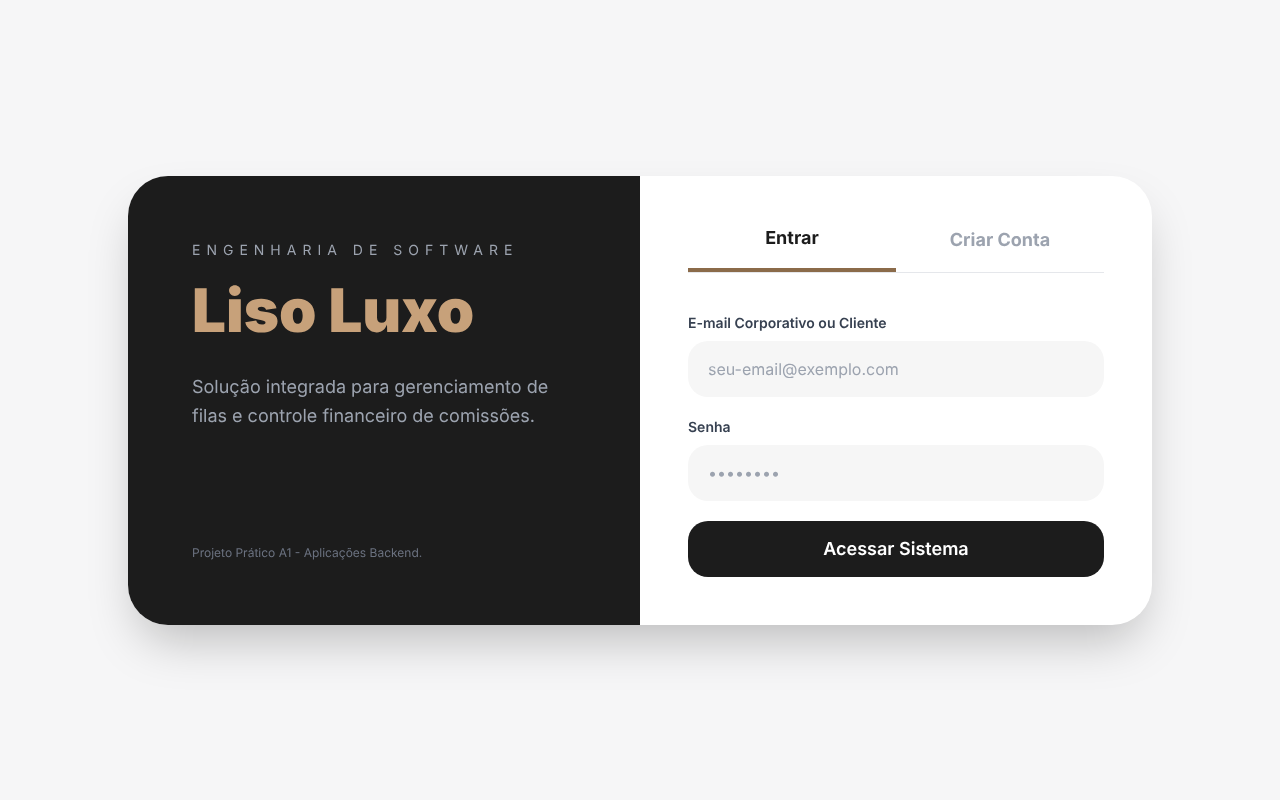 ENGENHARIA DE SOFTWARE
Liso Luxo
Solução integrada para gerenciamento de
filas e controle financeiro de comissões.
Projeto Prático A1 - Aplicações Backend.
Entrar
Criar Conta
E-mail Corporativo ou Cliente
seu-email@exemplo.com
Senha
••••••••
Acessar Sistema